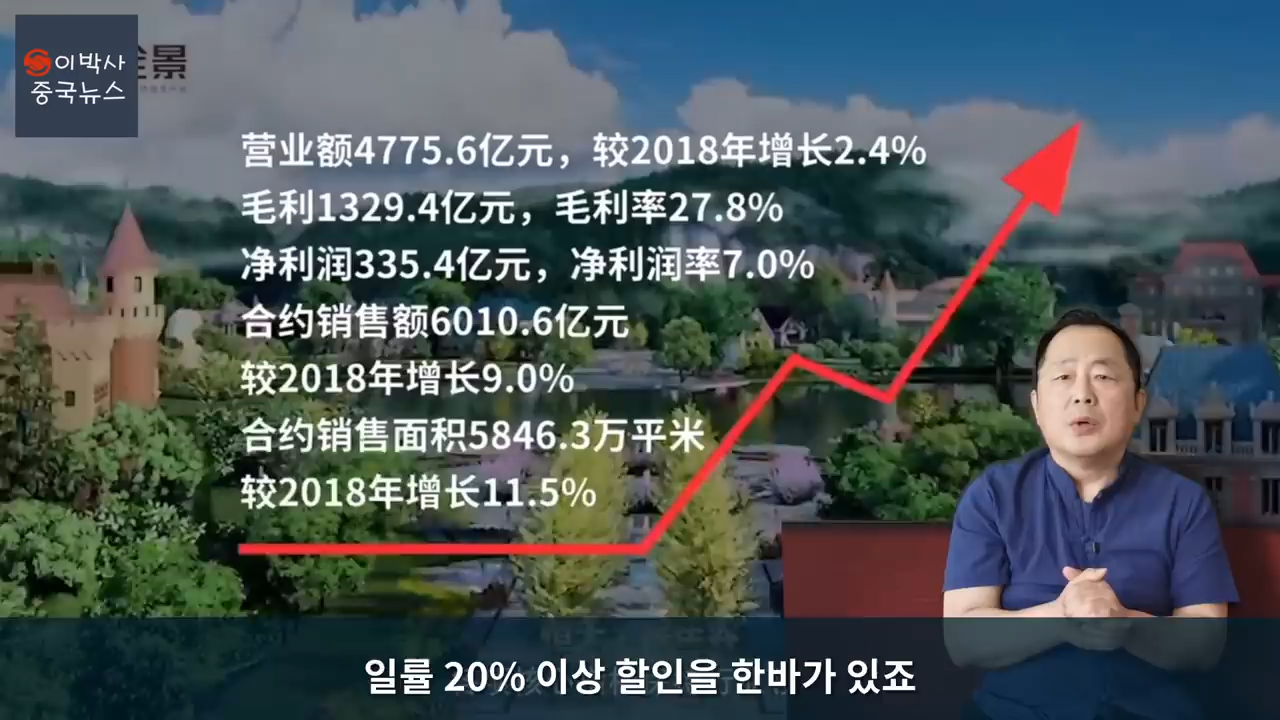 이박사
중국뉴스
全景
营业额4775.6亿元，较2018年增长2.4%
毛利1329.4亿元，毛利率27.8%
净利润335.4亿元，净利润率7.0%
合约销售额6010.6亿元
较2018年增长9.0%
合约销售面积5846.3万平米
较2018年增长11.5%
일률 20% 이상 할인을 한바가 있죠